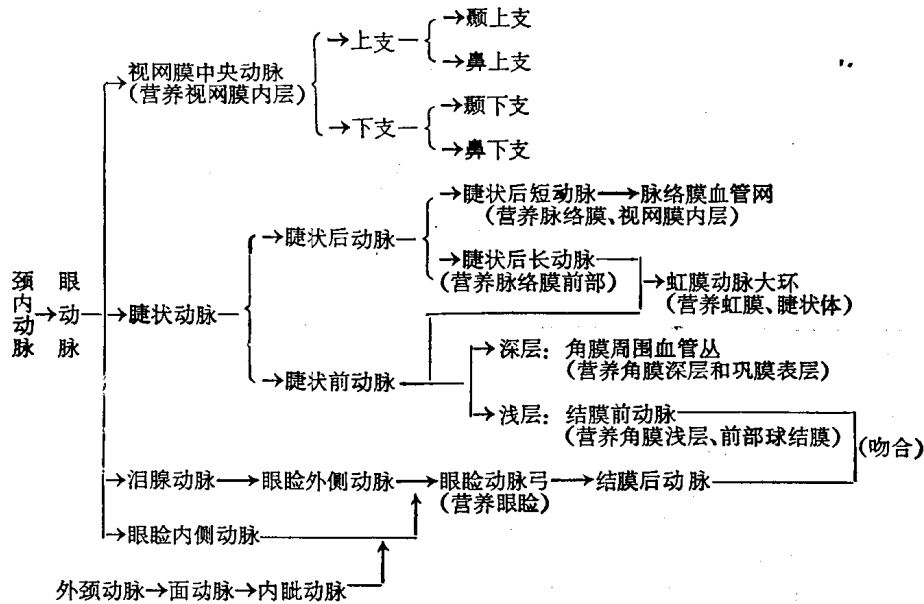 →颞上支
→上支
→鼻上支
视网膜中央动脉
(营养视网膜内层)
→颞下支
→下支
→鼻下支
→睫状后短动脉→脉络膜血管网
(营养脉络膜、视网膜内层)
→睫状后动脉
→睫状后长动脉
(营养脉络膜前部)
→虹膜动脉大环
(营养虹膜、睫状体)
颈内动脉→眼动脉
→睫状动脉
→深层：角膜周围血管丛
(营养角膜深层和巩膜表层)
→睫状前动脉
→浅层：结膜前动脉
(营养角膜浅层、前部球结膜)
(吻合)
→泪腺动脉→眼睑外侧动脉→眼睑动脉弓→结膜后动脉
(营养眼睑)
→眼睑内侧动脉
外颈动脉→面动脉→内眦动脉